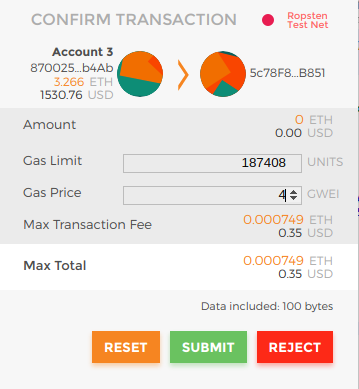 CONFIRM TRANSACTION
Ropsten
Test Net
Account 3
870025...b4Ab
3.266 ETH
1530.76 USD
5c78F8...B851
Amount
0 ETH
0.00 USD
Gas Limit
187408 UNITS
Gas Price
4 GWEI
Max Transaction Fee
0.000749 ETH
0.35 USD
Max Total
0.000749 ETH
0.35 USD
Data included: 100 bytes
RESET SUBMIT REJECT